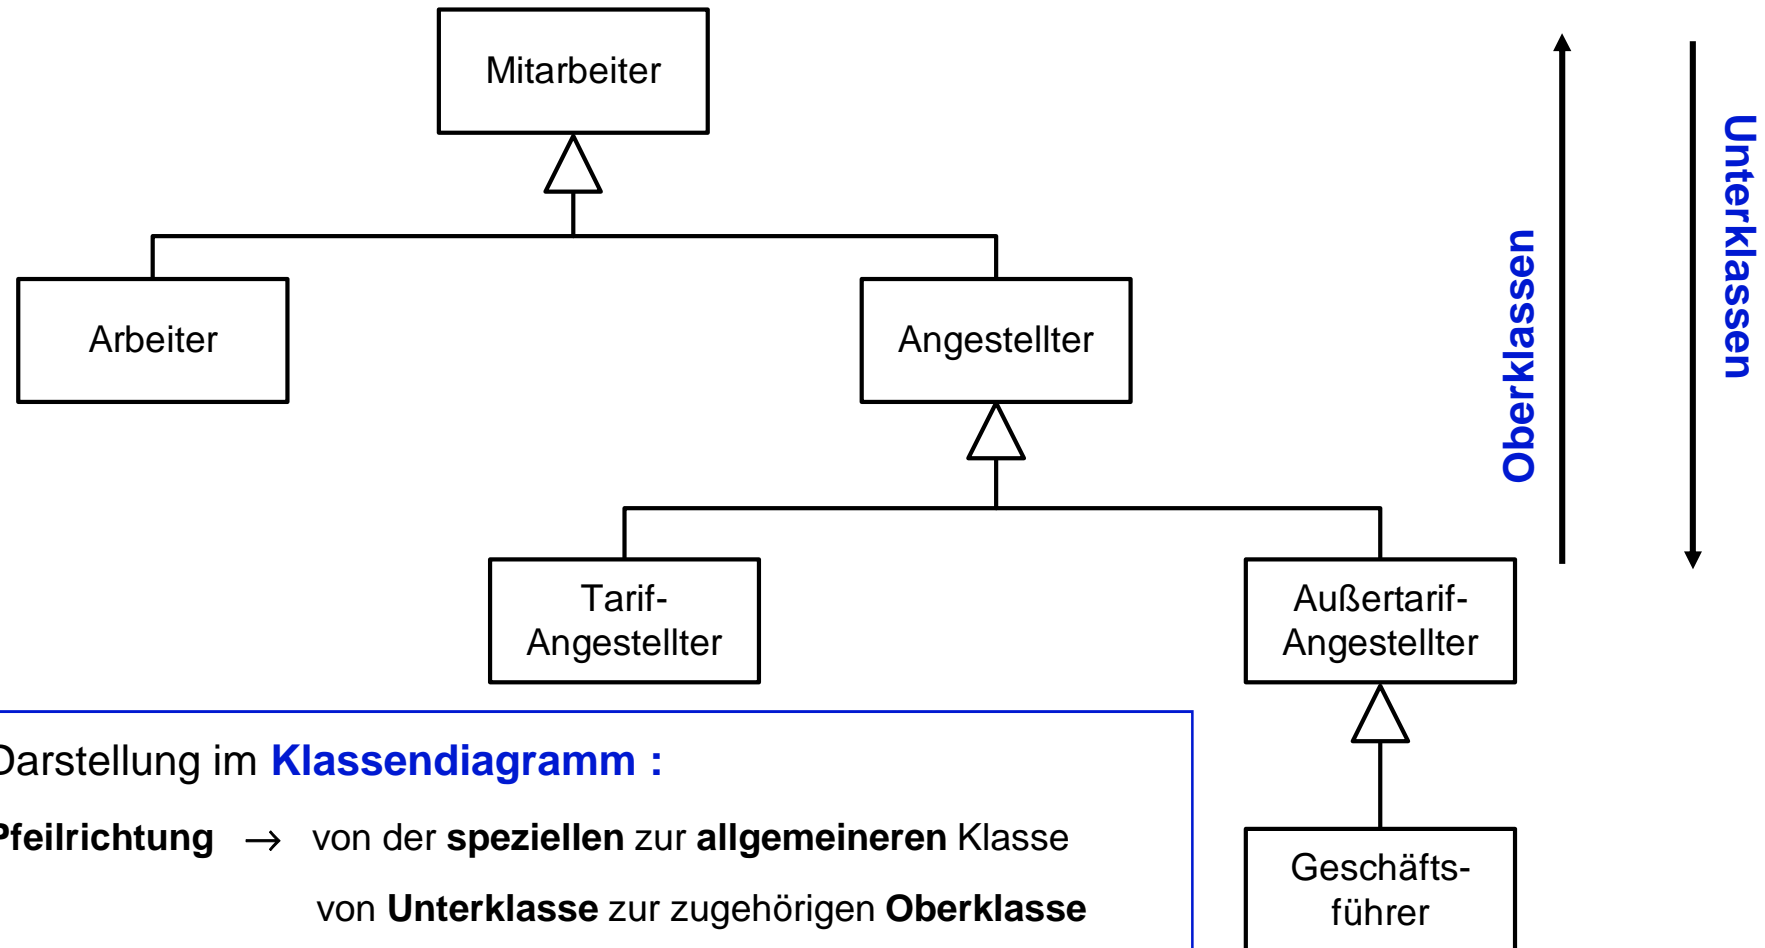 Mitarbeiter
Arbeiter
Angestellter
Oberklassen
Unterklassen
Tarif-
Angestellter
Außertarif-
Angestellter
Darstellung im Klassendiagramm :
Pfeilrichtung → von der speziellen zur allgemeineren Klasse
von Unterklasse zur zugehörigen Oberklasse
Geschäfts-
führer